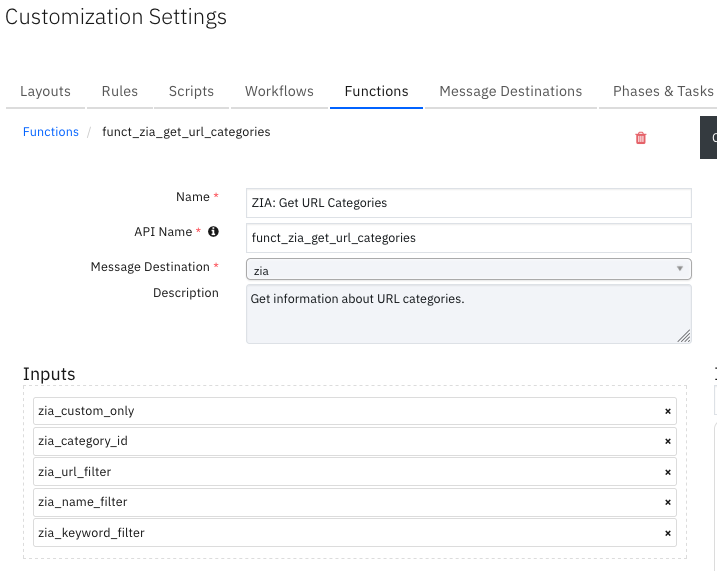 Customization Settings
Layouts Rules Scripts Workflows Functions Message Destinations Phases & Tasks
Functions / funct_zia_get_url_categories
Name * ZIA: Get URL Categories
API Name * funct_zia_get_url_categories
Message Destination * zia
Description Get information about URL categories.
Inputs
zia_custom_only ×
zia_category_id ×
zia_url_filter ×
zia_name_filter ×
zia_keyword_filter ×